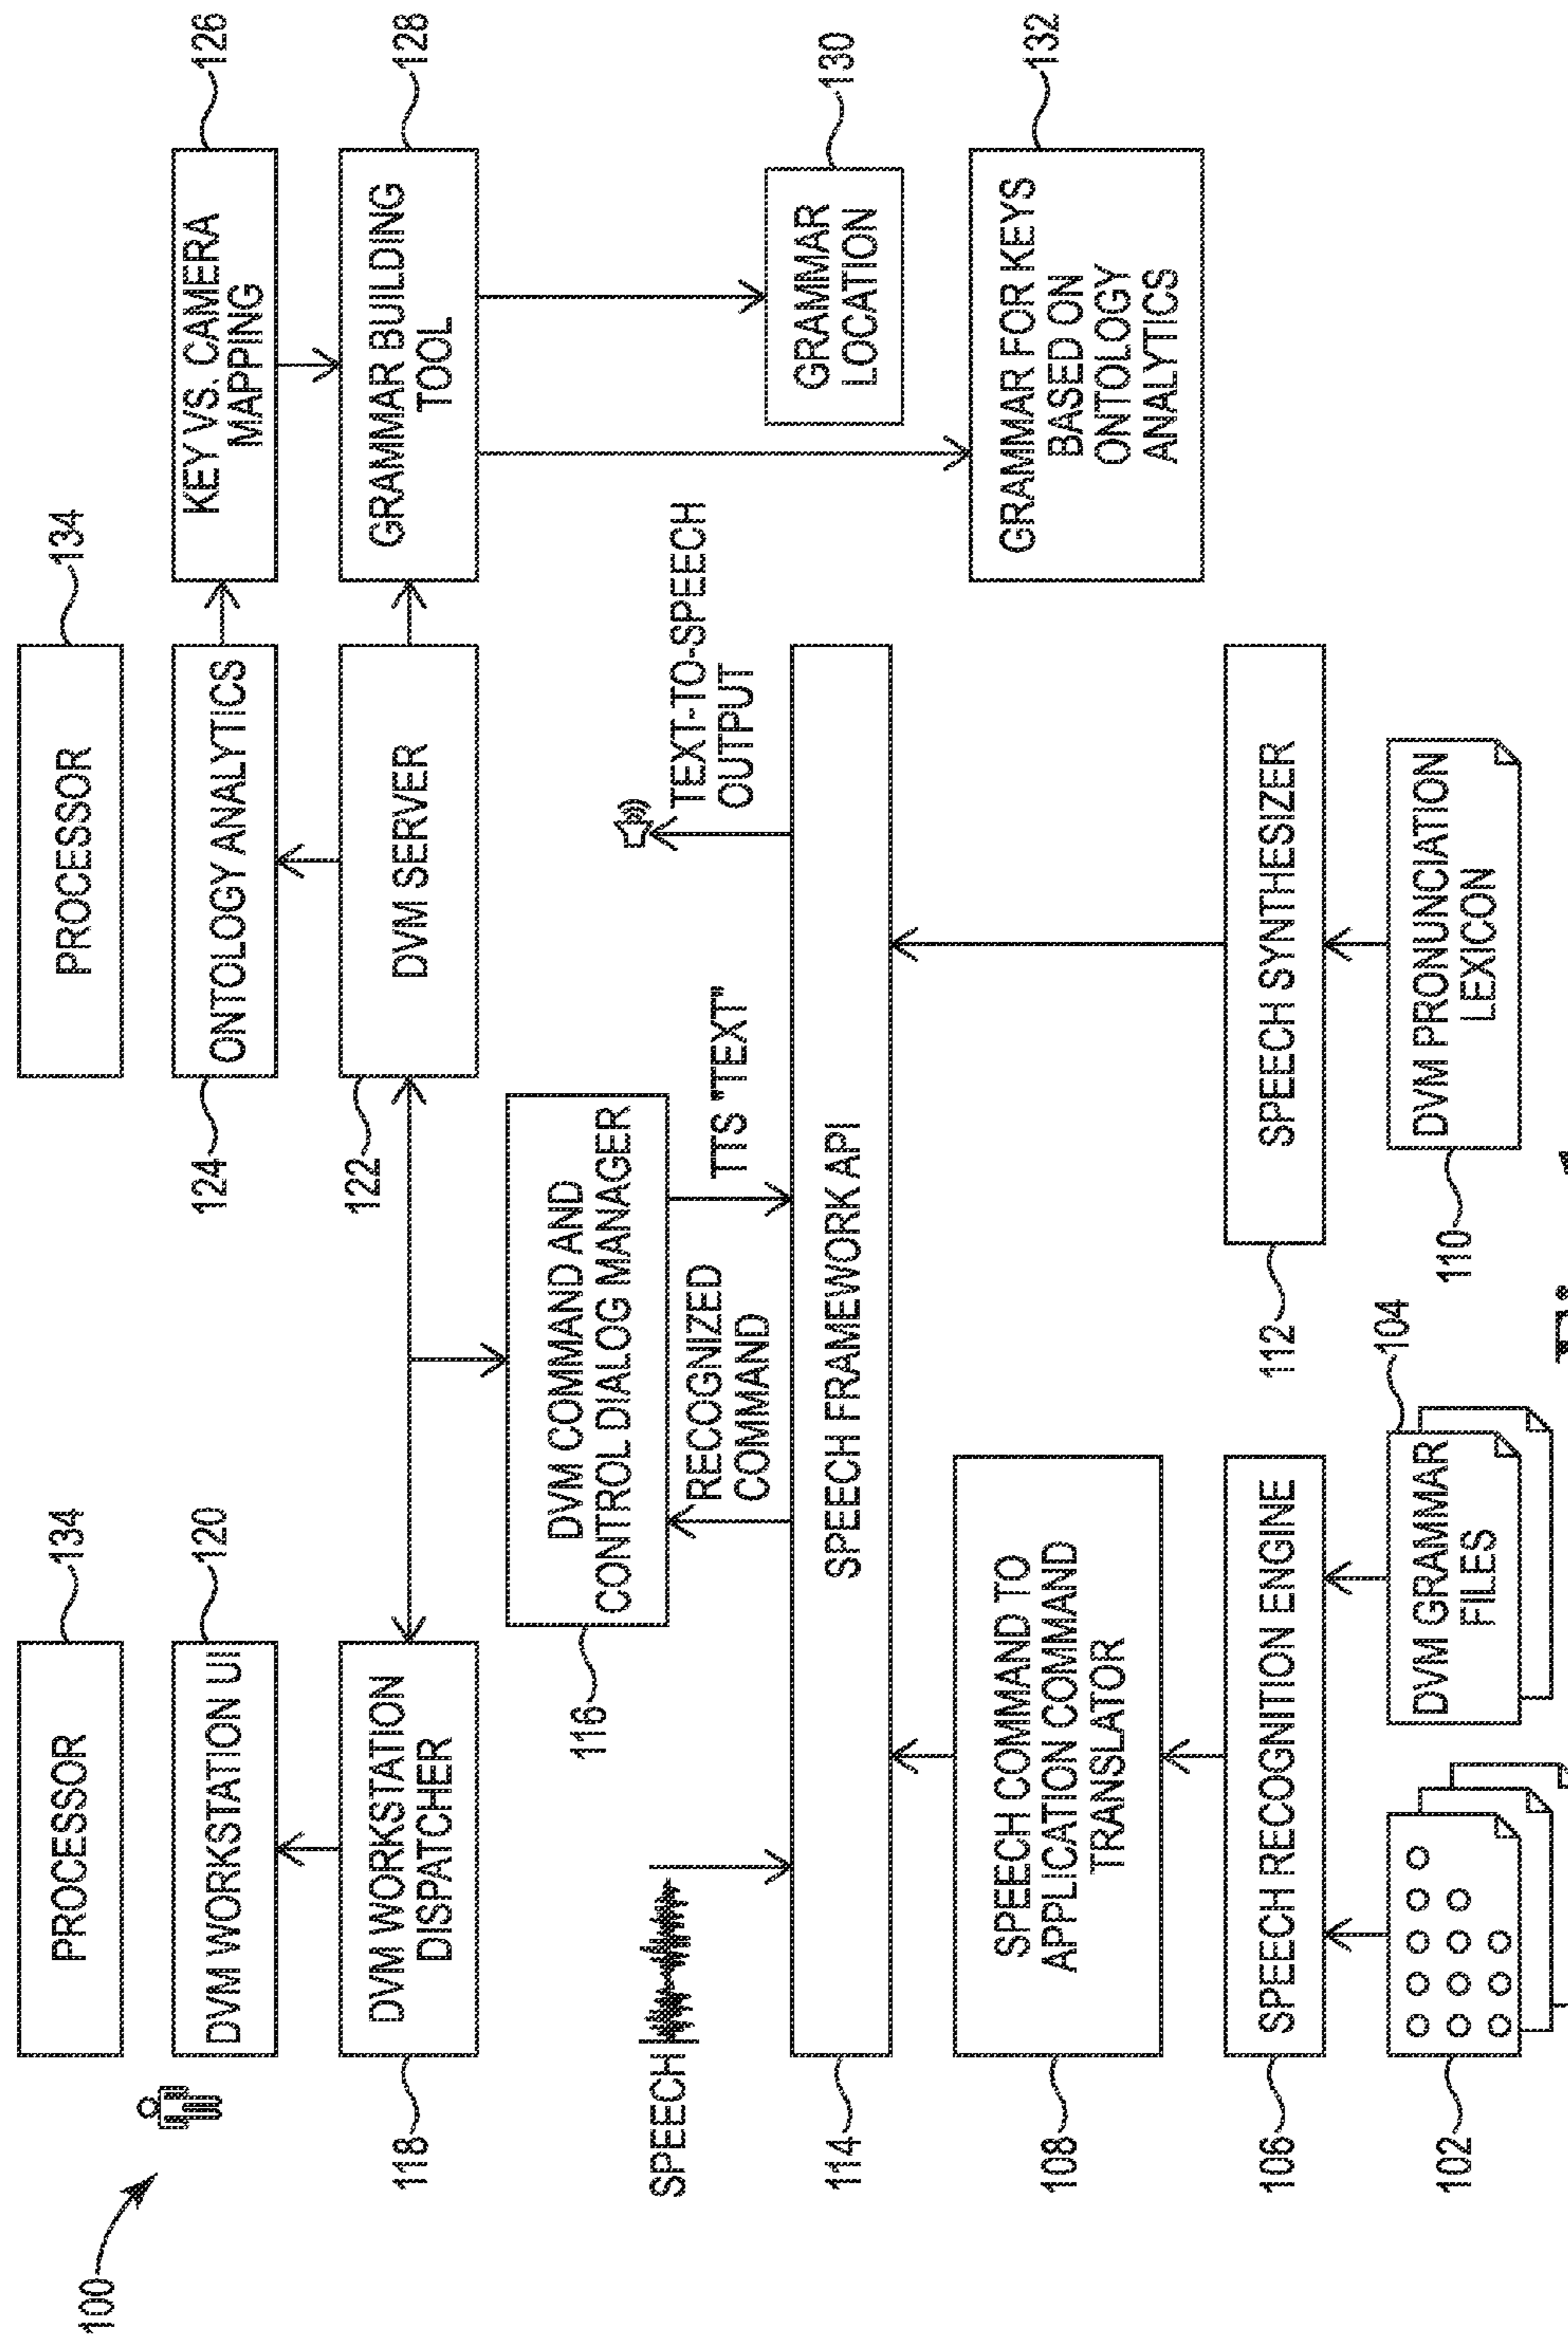 100
PROCESSOR
134
DVM WORKSTATION UI
120
DVM WORKSTATION
DISPATCHER
118
PROCESSOR
134
ONTOLOGY ANALYTICS
124
DVM SERVER
122
KEY VS. CAMERA
MAPPING
126
GRAMMAR BUILDING
TOOL
128
GRAMMAR
LOCATION
130
GRAMMAR FOR KEYS
BASED ON
ONTOLOGY
ANALYTICS
132
DVM COMMAND AND
CONTROL DIALOG MANAGER
116
SPEECH
RECOGNIZED
COMMAND
TTS "TEXT"
TEXT-TO-SPEECH
OUTPUT
SPEECH FRAMEWORK API
114
SPEECH COMMAND TO
APPLICATION COMMAND
TRANSLATOR
108
SPEECH RECOGNITION ENGINE
106
SPEECH SYNTHESIZER
112
102
DVM GRAMMAR
FILES
104
DVM PRONUNCIATION
LEXICON
110